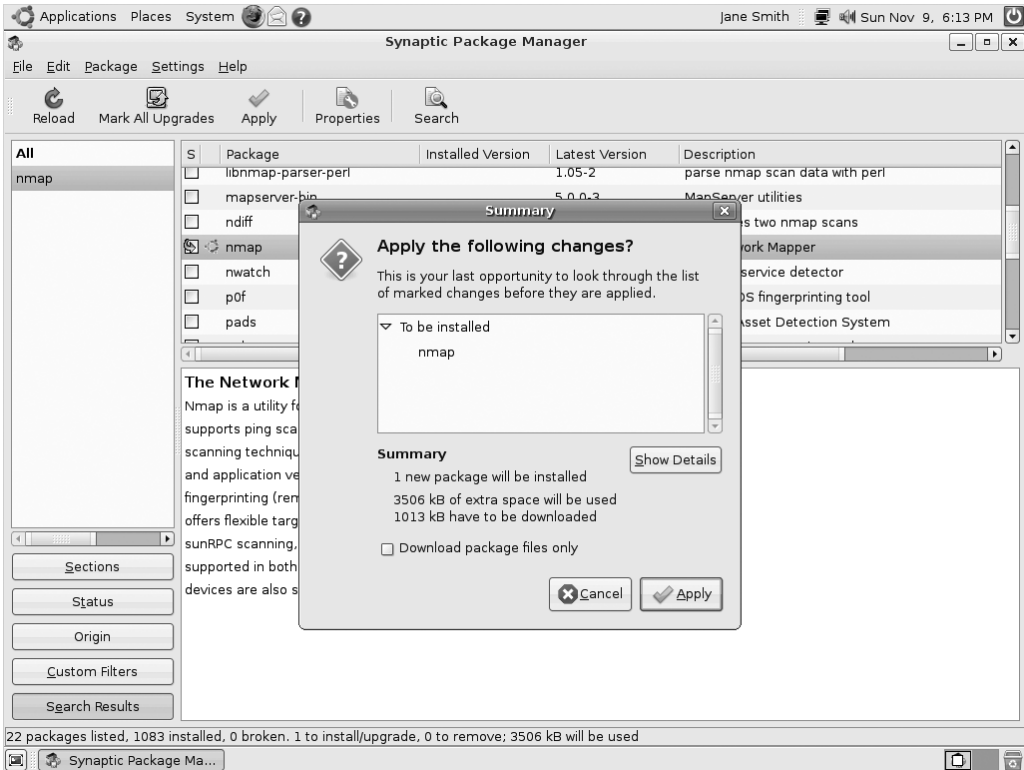 Applications Places System Jane Smith Sun Nov 9, 6:13 PM
Synaptic Package Manager
File Edit Package Settings Help
Reload Mark All Upgrades Apply Properties Search
All
nmap
S Package Installed Version Latest Version Description
libnmap-parser-perl 1.05-2 parse nmap scan data with perl
mapserver-bin 5.0.0-3 MapServer utilities
ndiff es two nmap scans
nmap ork Mapper
nwatch service detector
p0f OS fingerprinting tool
pads Asset Detection System
Summary
Apply the following changes?
This is your last opportunity to look through the list
of marked changes before they are applied.
To be installed
nmap
Summary
Show Details
1 new package will be installed
3506 kB of extra space will be used
1013 kB have to be downloaded
Download package files only
Cancel Apply
The Network
Nmap is a utility fo
supports ping sca
scanning techniqu
and application ve
fingerprinting (rem
offers flexible targ
sunRPC scanning,
supported in both
devices are also s
Sections
Status
Origin
Custom Filters
Search Results
22 packages listed, 1083 installed, 0 broken. 1 to install/upgrade, 0 to remove; 3506 kB will be used
Synaptic Package Ma...